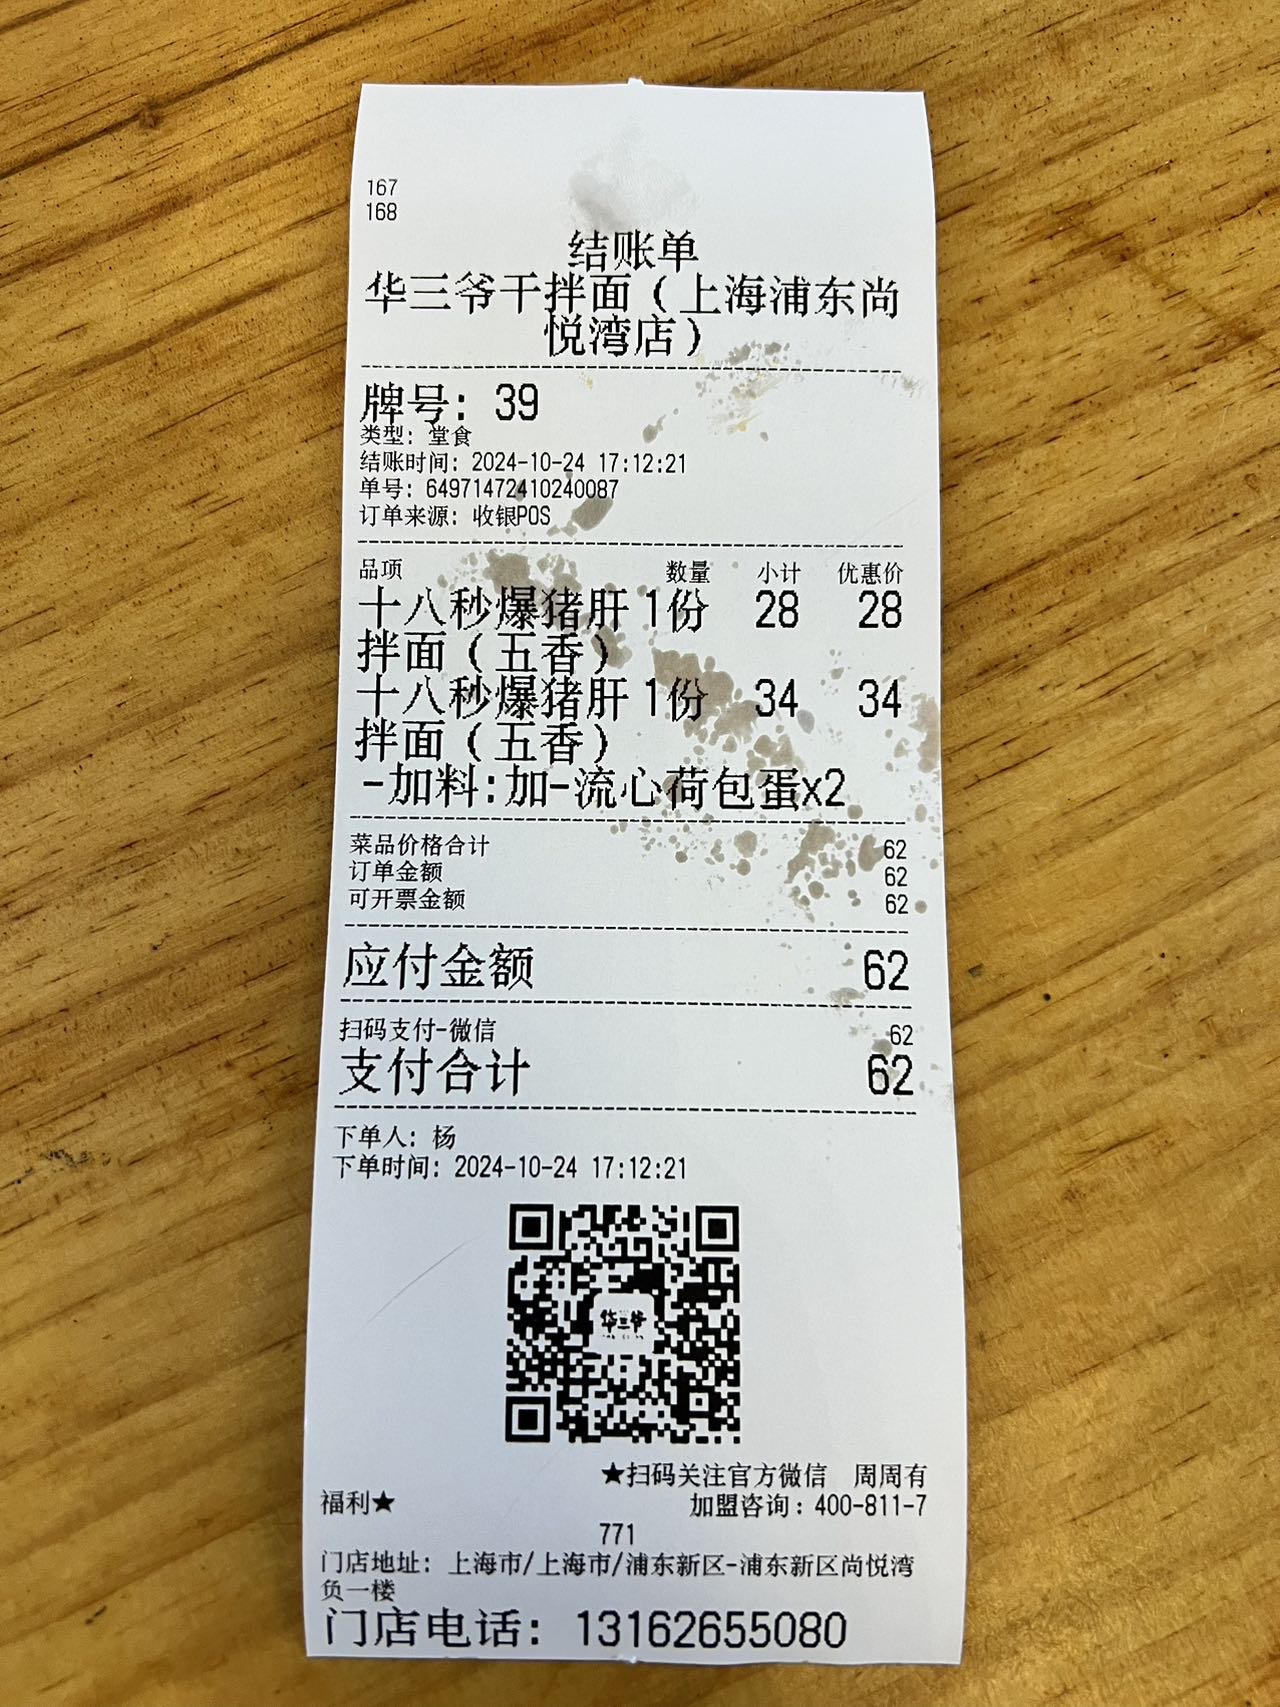 167
168
结账单
华三爷干拌面（上海浦东尚
悦湾店）
牌号: 39
类型: 堂食
结账时间: 2024-10-24 17:12:21
单号: 64971472410240087
订单来源: 收银POS
品项 数量 小计 优惠价
十八秒爆猪肝 1份 28 28
拌面（五香）
十八秒爆猪肝 1份 34 34
拌面（五香）
-加料:加-流心荷包蛋x2
菜品价格合计 62
订单金额 62
可开票金额 62
应付金额 62
扫码支付-微信 62
支付合计 62
下单人: 杨
下单时间: 2024-10-24 17:12:21
华三爷
★扫码关注官方微信 周周有
福利★ 加盟咨询: 400-811-7
771
门店地址: 上海市/上海市/浦东新区-浦东新区尚悦湾
负一楼
门店电话: 13162655080